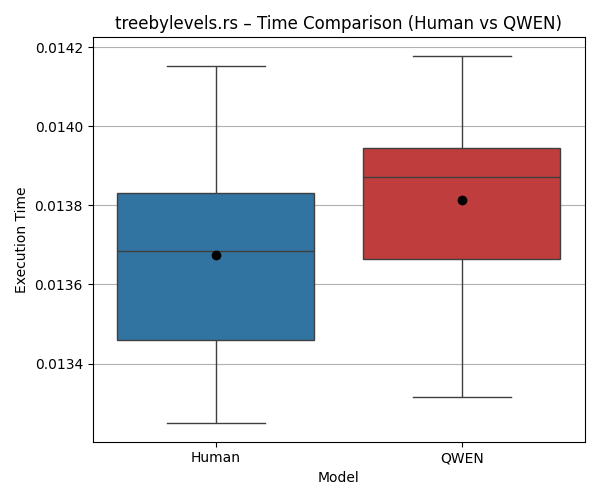 treebylevels.rs – Time Comparison (Human vs QWEN)
0.0142
0.0140
0.0138
0.0136
0.0134
Execution Time
Human
QWEN
Model